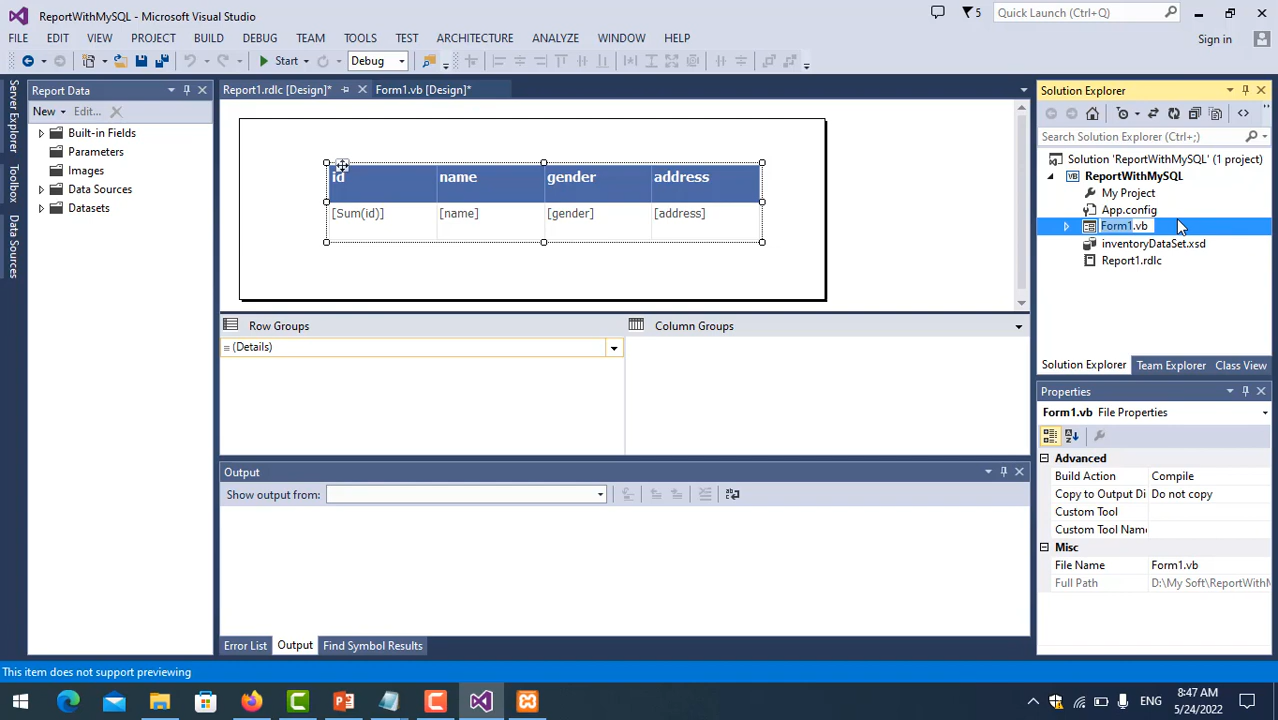 ReportWithMySQL - Microsoft Visual Studio
5
Quick Launch (Ctrl+Q)
FILE EDIT VIEW PROJECT BUILD DEBUG TEAM TOOLS TEST ARCHITECTURE ANALYZE WINDOW HELP
Sign in
Start
Debug
Server Explorer
Toolbox
Data Sources
Report Data
New
Edit...
Built-in Fields
Parameters
Images
Data Sources
Datasets
Report1.rdlc [Design]*
Form1.vb [Design]*
id name gender address
[Sum(id)] [name] [gender] [address]
Row Groups
Column Groups
(Details)
Output
Show output from:
Error List Output Find Symbol Results
Solution Explorer
Search Solution Explorer (Ctrl+;)
Solution 'ReportWithMySQL' (1 project)
VB ReportWithMySQL
My Project
App.config
Form1.vb
inventoryDataSet.xsd
Report1.rdlc
Solution Explorer Team Explorer Class View
Properties
Form1.vb File Properties
Advanced
Build Action Compile
Copy to Output Di Do not copy
Custom Tool
Custom Tool Name
Misc
File Name Form1.vb
Full Path D:\My Soft\ReportWithM
This item does not support previewing
ENG
8:47 AM
5/24/2022